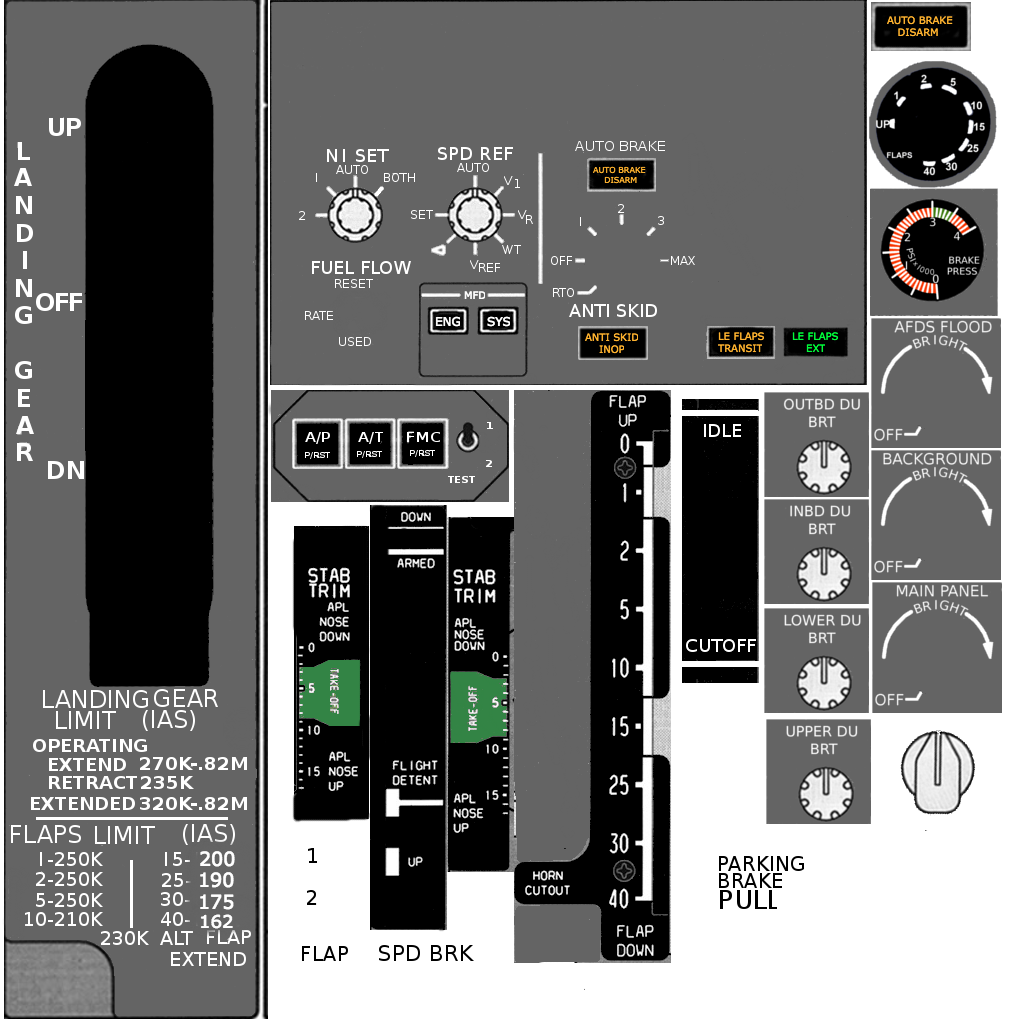 LANDING GEAR
UP
OFF
DN
LANDING GEAR
LIMIT (IAS)
OPERATING
EXTEND 270K-.82M
RETRACT 235K
EXTENDED 320K-.82M
FLAPS LIMIT (IAS)
1-250K 15- 200
2-250K 25- 190
5-250K 30- 175
10-210K 40- 162
230K ALT FLAP
EXTEND
N1 SET
AUTO
1
BOTH
2
SPD REF
AUTO
V1
SET
VR
WT
VREF
FUEL FLOW
RESET
RATE
USED
MFD
ENG
SYS
AUTO BRAKE
AUTO BRAKE
DISARM
1
2
3
OFF
MAX
RTO
ANTI SKID
ANTI SKID
INOP
LE FLAPS
TRANSIT
LE FLAPS
EXT
AUTO BRAKE
DISARM
UP
1
2
5
10
15
25
30
40
FLAPS
0
1
2
3
4
PSI x 1000
BRAKE
PRESS
AFDS FLOOD
BRIGHT
OFF
BACKGROUND
BRIGHT
OFF
MAIN PANEL
BRIGHT
OFF
A/P
P/RST
A/T
P/RST
FMC
P/RST
1
2
TEST
STAB
TRIM
APL
NOSE
DOWN
0
5
TAKE-OFF
10
15
APL
NOSE
UP
DOWN
ARMED
FLIGHT
DETENT
UP
STAB
TRIM
APL
NOSE
DOWN
0
5
TAKE-OFF
10
15
APL
NOSE
UP
FLAP
UP
0
1
2
5
10
15
25
30
40
HORN
CUTOUT
FLAP
DOWN
IDLE
CUTOFF
OUTBD DU
BRT
INBD DU
BRT
LOWER DU
BRT
UPPER DU
BRT
1
2
FLAP
SPD BRK
PARKING
BRAKE
PULL